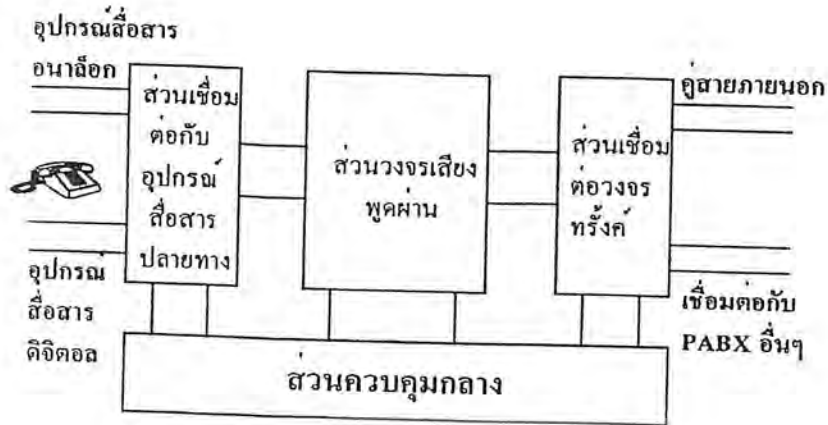 อุปกรณ์สื่อสาร
อนาล็อก
ส่วนเชื่อม
ต่อกับ
อุปกรณ์
สื่อสาร
ปลายทาง
อุปกรณ์
สื่อสาร
ดิจิตอล
ส่วนวงจรเสียง
พูดผ่าน
ส่วนเชื่อม
ต่อวงจร
ทรั้งค์
คู่สายภายนอก
เชื่อมต่อกับ
PABX อื่นๆ
ส่วนควบคุมกลาง